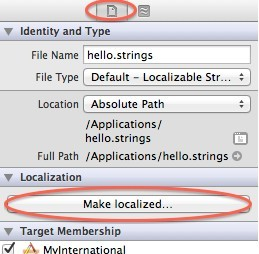 Identity and Type
File Name hello.strings
File Type Default - Localizable Str...
Location Absolute Path
/Applications/
hello.strings
Full Path /Applications/hello.strings
Localization
Make localized...
Target Membership
MyInternational